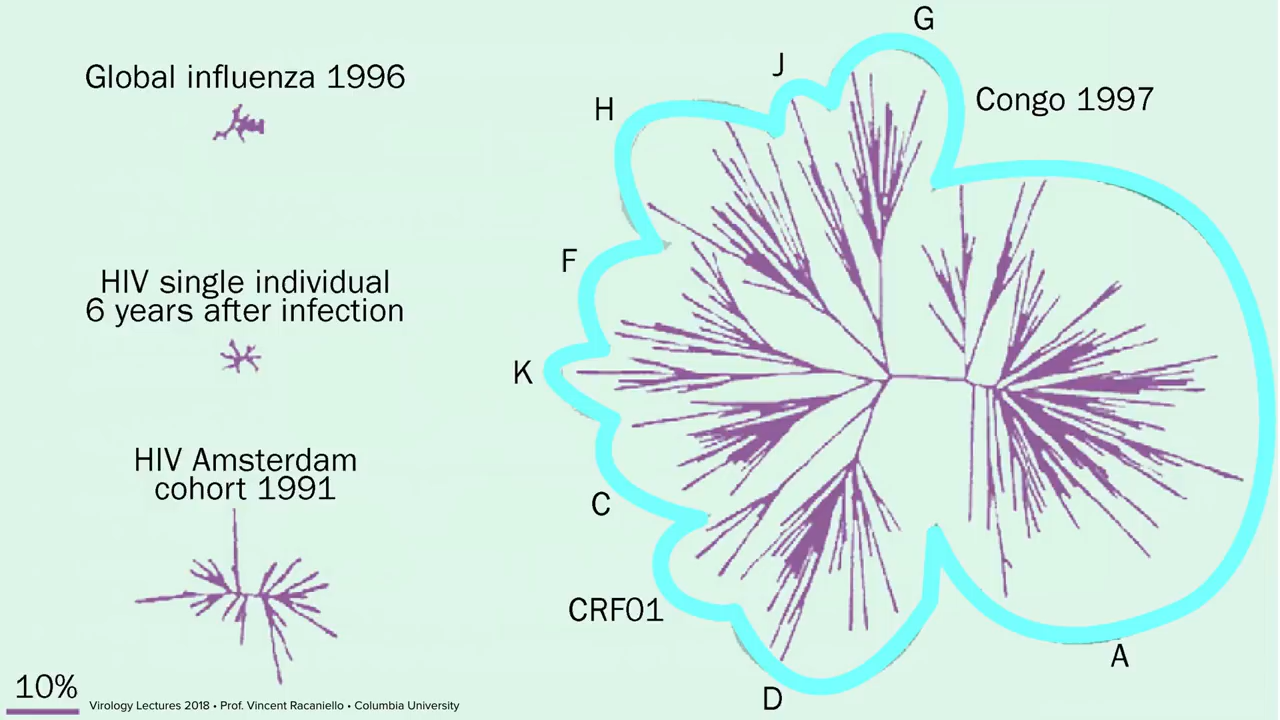 Global influenza 1996
HIV single individual
6 years after infection
HIV Amsterdam
cohort 1991
10%
Virology Lectures 2018 • Prof. Vincent Racaniello • Columbia University
G
J
H
Congo 1997
F
K
C
CRF01
A
D